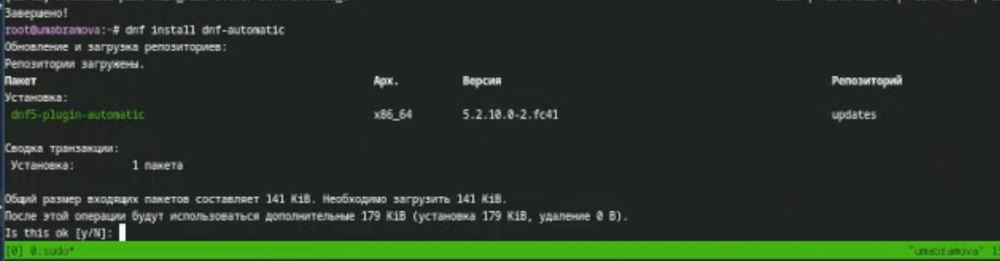 Завершено!
root@umabramova:~# dnf install dnf-automatic
Обновление и загрузка репозиториев:
Репозитории загружены.
Пакет Арх. Версия Репозиторий
Установка:
dnf5-plugin-automatic x86_64 5.2.10.0-2.fc41 updates
Сводка транзакции:
Установка: 1 пакета
Общий размер входящих пакетов составляет 141 KiB. Необходимо загрузить 141 KiB.
После этой операции будут использоваться дополнительные 179 KiB (установка 179 KiB, удаление 0 B).
Is this ok [y/N]:
[0] 0:sudo* "umabramova" 15